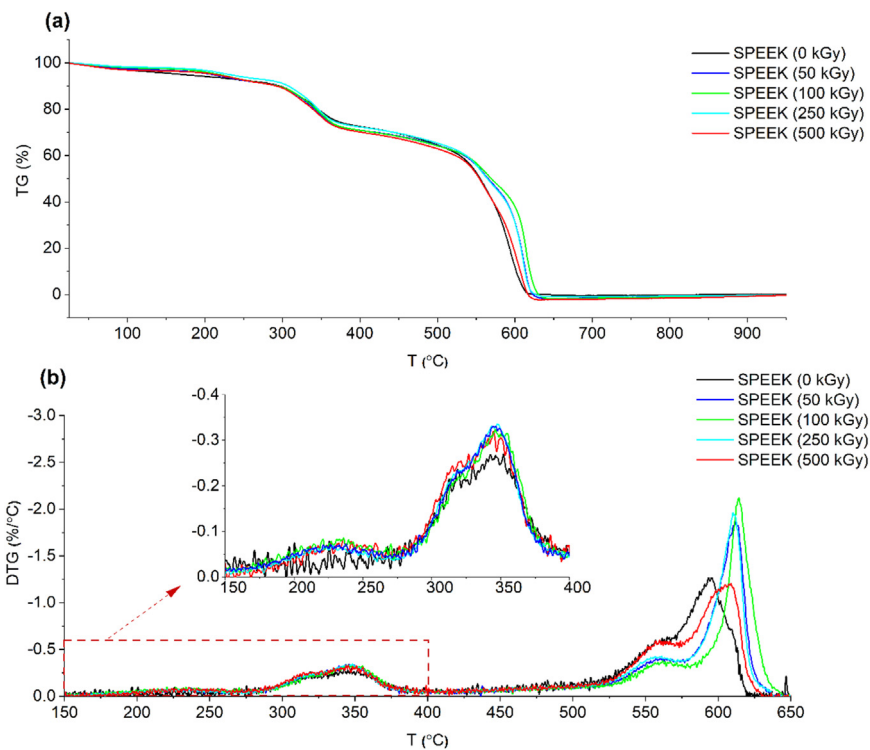 (a)
100
80
60
40
20
0
TG (%)
SPEEK (0 kGy)
SPEEK (50 kGy)
SPEEK (100 kGy)
SPEEK (250 kGy)
SPEEK (500 kGy)
100 200 300 400 500 600 700 800 900
T (°C)
(b)
SPEEK (0 kGy)
SPEEK (50 kGy)
SPEEK (100 kGy)
SPEEK (250 kGy)
SPEEK (500 kGy)
-3.0
-2.5
-2.0
-1.5
-1.0
-0.5
0.0
DTG (%/°C)
-0.4
-0.3
-0.2
-0.1
0.0
150 200 250 300 350 400
150 200 250 300 350 400 450 500 550 600 650
T (°C)